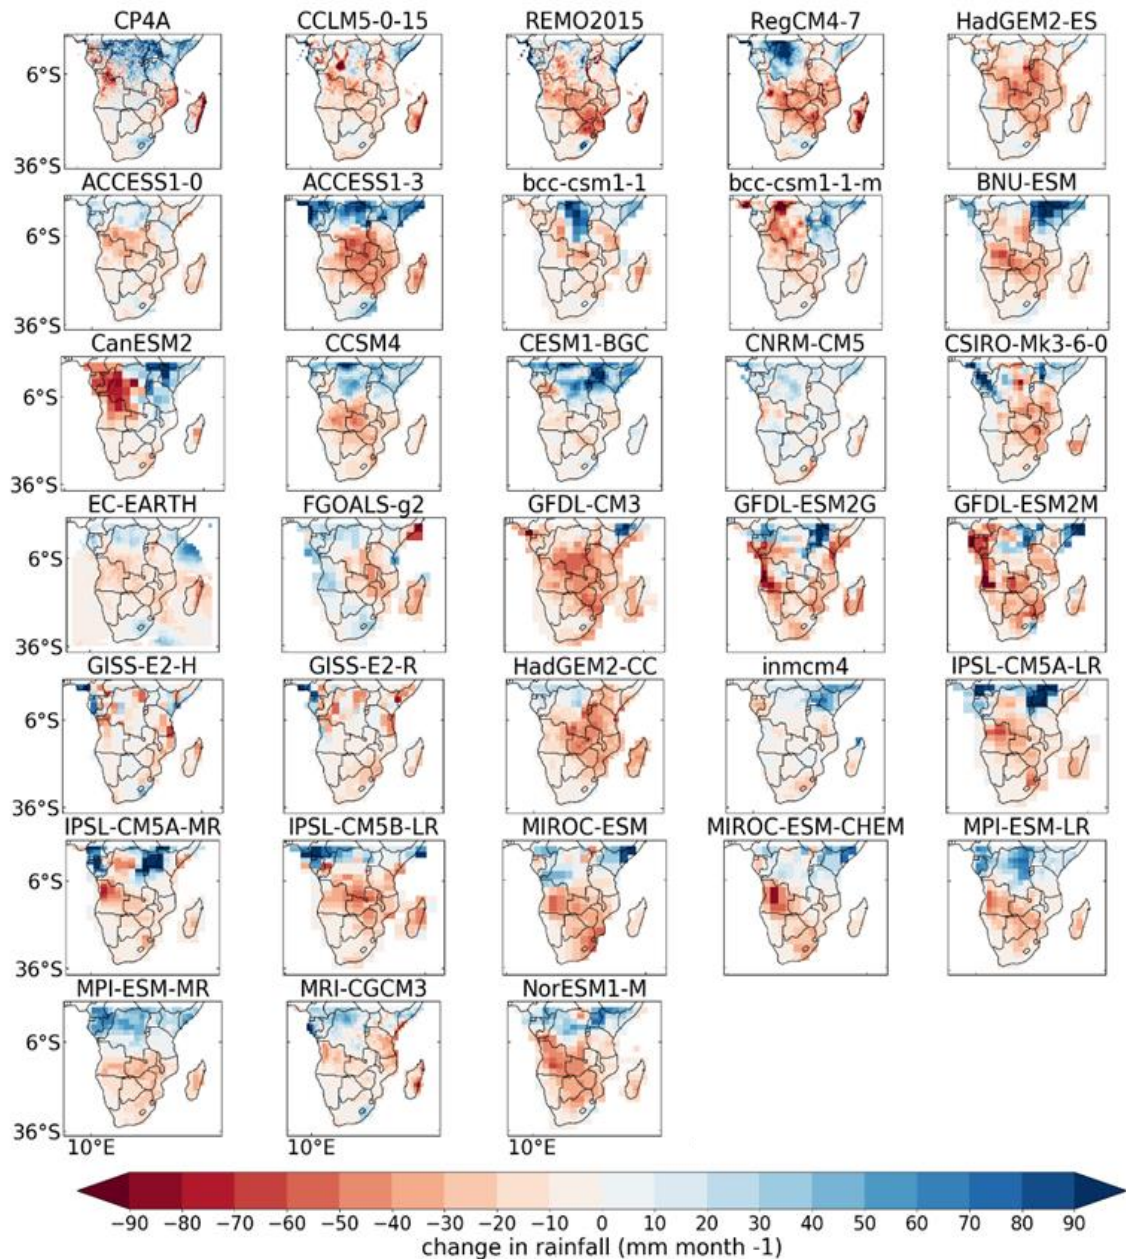 CP4A CCLM5-0-15 REMO2015 RegCM4-7 HadGEM2-ES
6°S
36°S
ACCESS1-0 ACCESS1-3 bcc-csm1-1 bcc-csm1-1-m BNU-ESM
6°S
36°S
CanESM2 CCSM4 CESM1-BGC CNRM-CM5 CSIRO-Mk3-6-0
6°S
36°S
EC-EARTH FGOALS-g2 GFDL-CM3 GFDL-ESM2G GFDL-ESM2M
6°S
36°S
GISS-E2-H GISS-E2-R HadGEM2-CC inmcm4 IPSL-CM5A-LR
6°S
36°S
IPSL-CM5A-MR IPSL-CM5B-LR MIROC-ESM MIROC-ESM-CHEM MPI-ESM-LR
6°S
36°S
MPI-ESM-MR MRI-CGCM3 NorESM1-M
6°S
36°S
10°E 10°E 10°E
−90 −80 −70 −60 −50 −40 −30 −20 −10 0 10 20 30 40 50 60 70 80 90
change in rainfall (mm month -1)